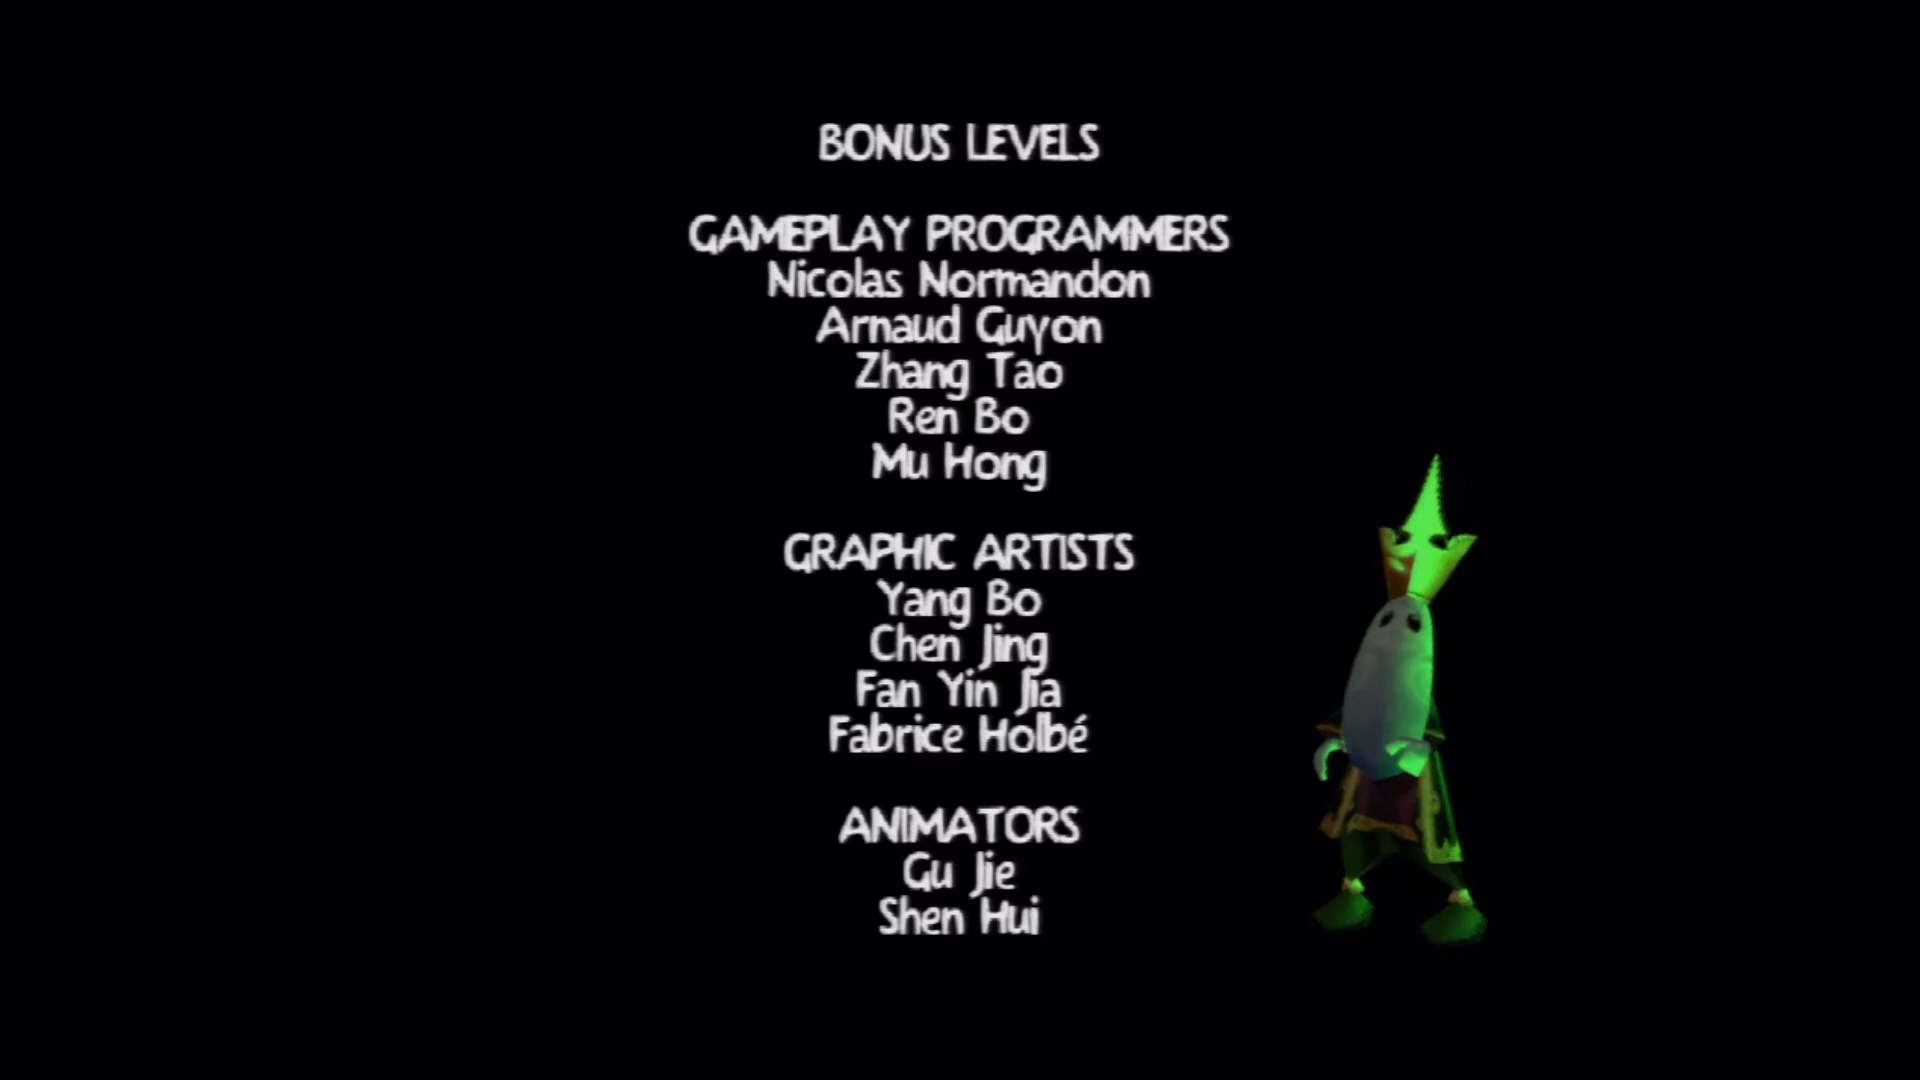 BONUS LEVELS
GAMEPLAY PROGRAMMERS
Nicolas Normandon
Arnaud Guyon
Zhang Tao
Ren Bo
Mu Hong
GRAPHIC ARTISTS
Yang Bo
Chen Jing
Fan Yin Jia
Fabrice Holbé
ANIMATORS
Gu Jie
Shen Hui